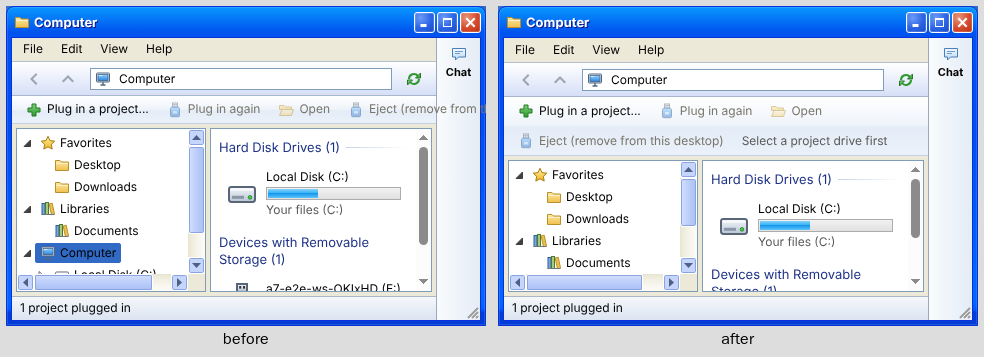 Computer
File Edit View Help
Computer
Chat
Plug in a project... Plug in again Open Eject (remove from t
Favorites
Desktop
Downloads
Libraries
Documents
Computer
Local Disk (C:)
Hard Disk Drives (1)
Local Disk (C:)
Your files (C:)
Devices with Removable
Storage (1)
1 project plugged in
before
Computer
File Edit View Help
Computer
Chat
Plug in a project... Plug in again Open
Eject (remove from this desktop) Select a project drive first
Favorites
Desktop
Downloads
Libraries
Documents
Hard Disk Drives (1)
Local Disk (C:)
Your files (C:)
Devices with Removable
Storage (1)
1 project plugged in
after